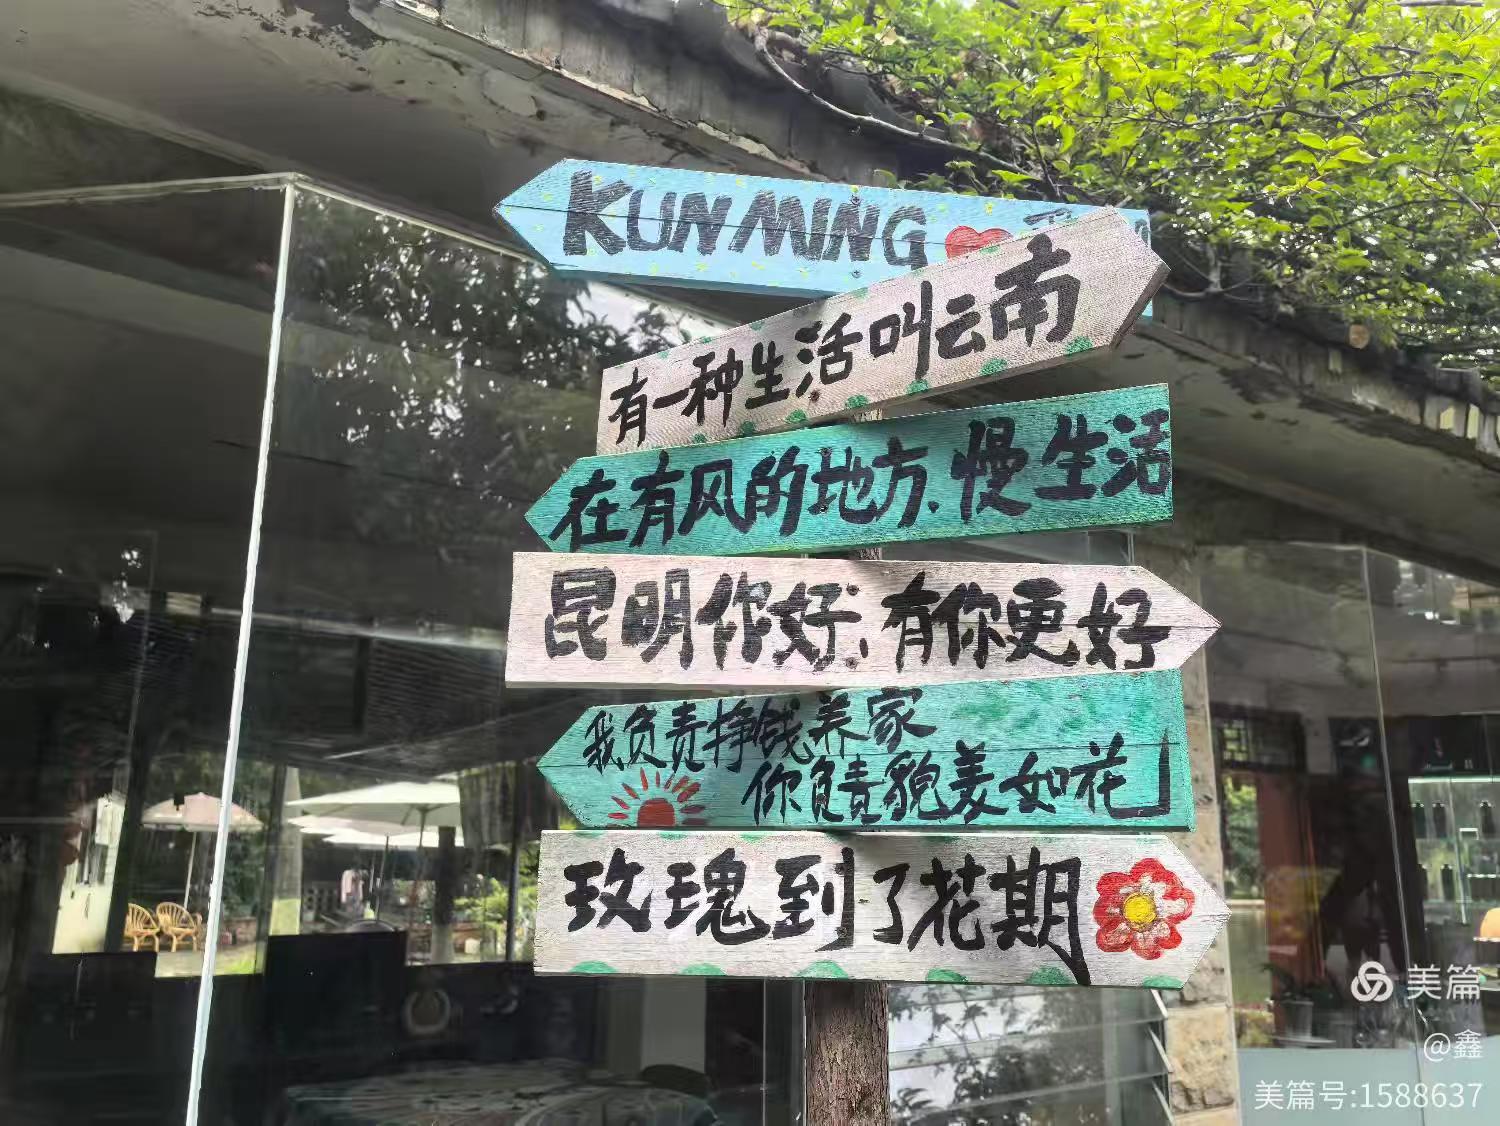 KUNMING
有一种生活叫云南
在有风的地方、慢生活
昆明你好、有你更好
我负责挣钱养家
你负责貌美如花
玫瑰到了花期
美篇
@鑫
美篇号:1588637